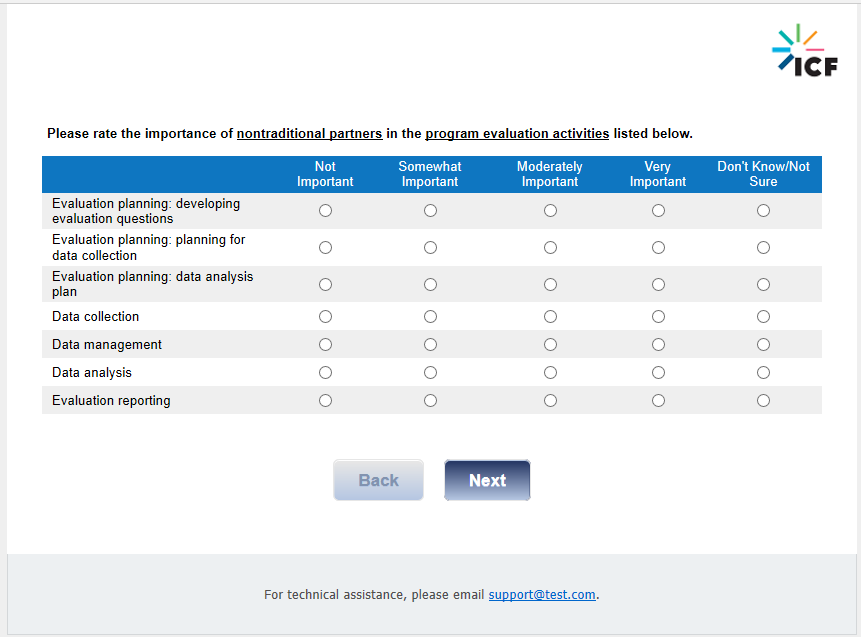 ICF
Please rate the importance of nontraditional partners in the program evaluation activities listed below.
Not Important
Somewhat Important
Moderately Important
Very Important
Don't Know/Not Sure
Evaluation planning: developing
evaluation questions
Evaluation planning: planning for
data collection
Evaluation planning: data analysis
plan
Data collection
Data management
Data analysis
Evaluation reporting
Back
Next
For technical assistance, please email support@test.com.